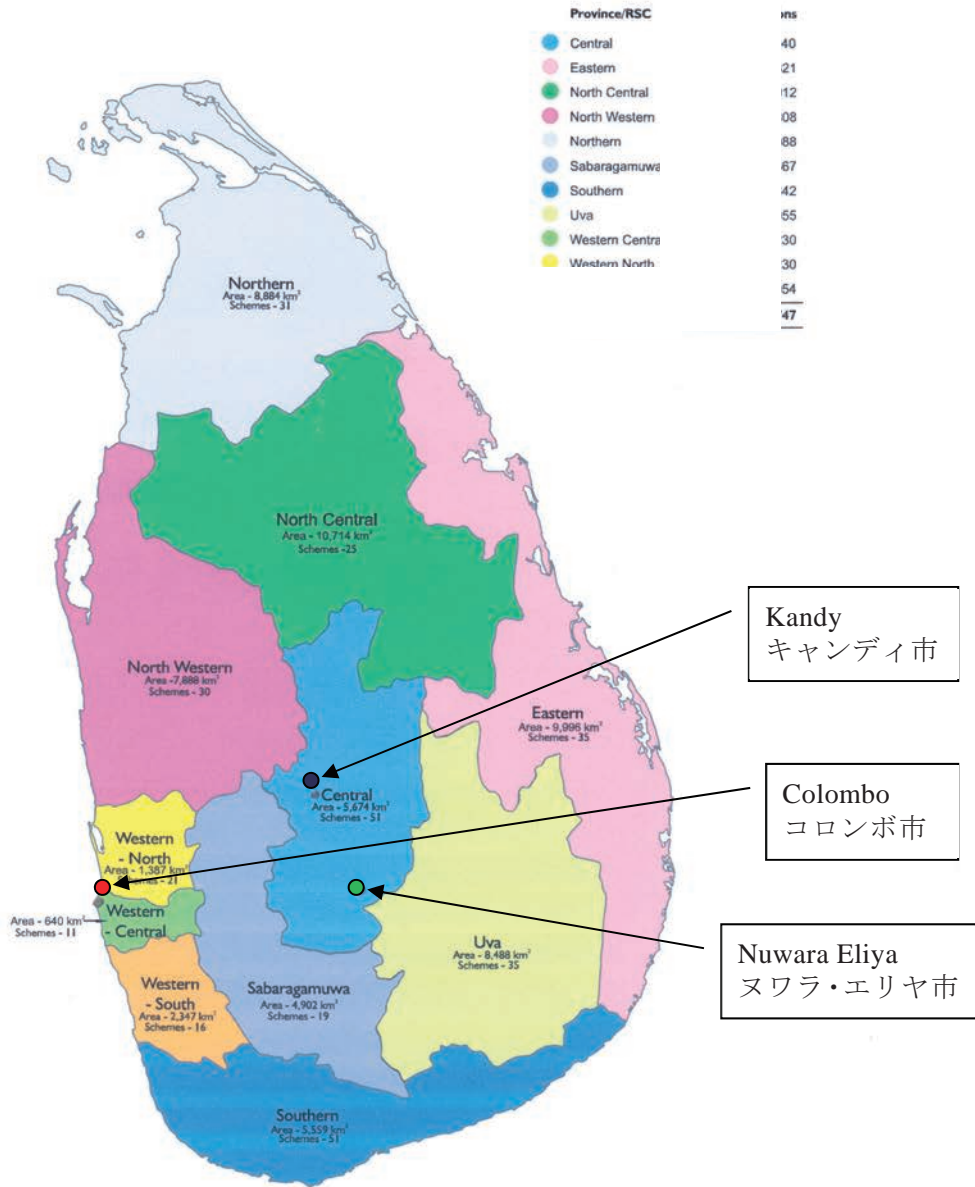 Province/RSC ons
Central 40
Eastern 21
North Central 12
North Western 08
Northern 88
Sabaragamuwa 67
Southern 42
Uva 55
Western Centra 30
Western North 30
54
47
Northern
Area - 8,884 km²
Schemes - 31
North Central
Area - 10,714 km²
Schemes -25
Kandy
キャンディ市
North Western
Area -7,888 km²
Schemes - 30
Eastern
Area - 9,996 km²
Schemes - 35
Central
Area - 5,674 km²
Schemes - 51
Colombo
コロンボ市
Western
- North
Area - 1,387 km²
Schemes - 21
Area - 640 km²
Schemes - 11
Western
- Central
Uva
Area - 8,488 km²
Schemes - 35
Nuwara Eliya
ヌワラ・エリヤ市
Western
- South
Area - 2,347 km²
Schemes - 16
Sabaragamuwa
Area - 4,902 km²
Schemes - 19
Southern
Area - 5,559 km²
Schemes - 51